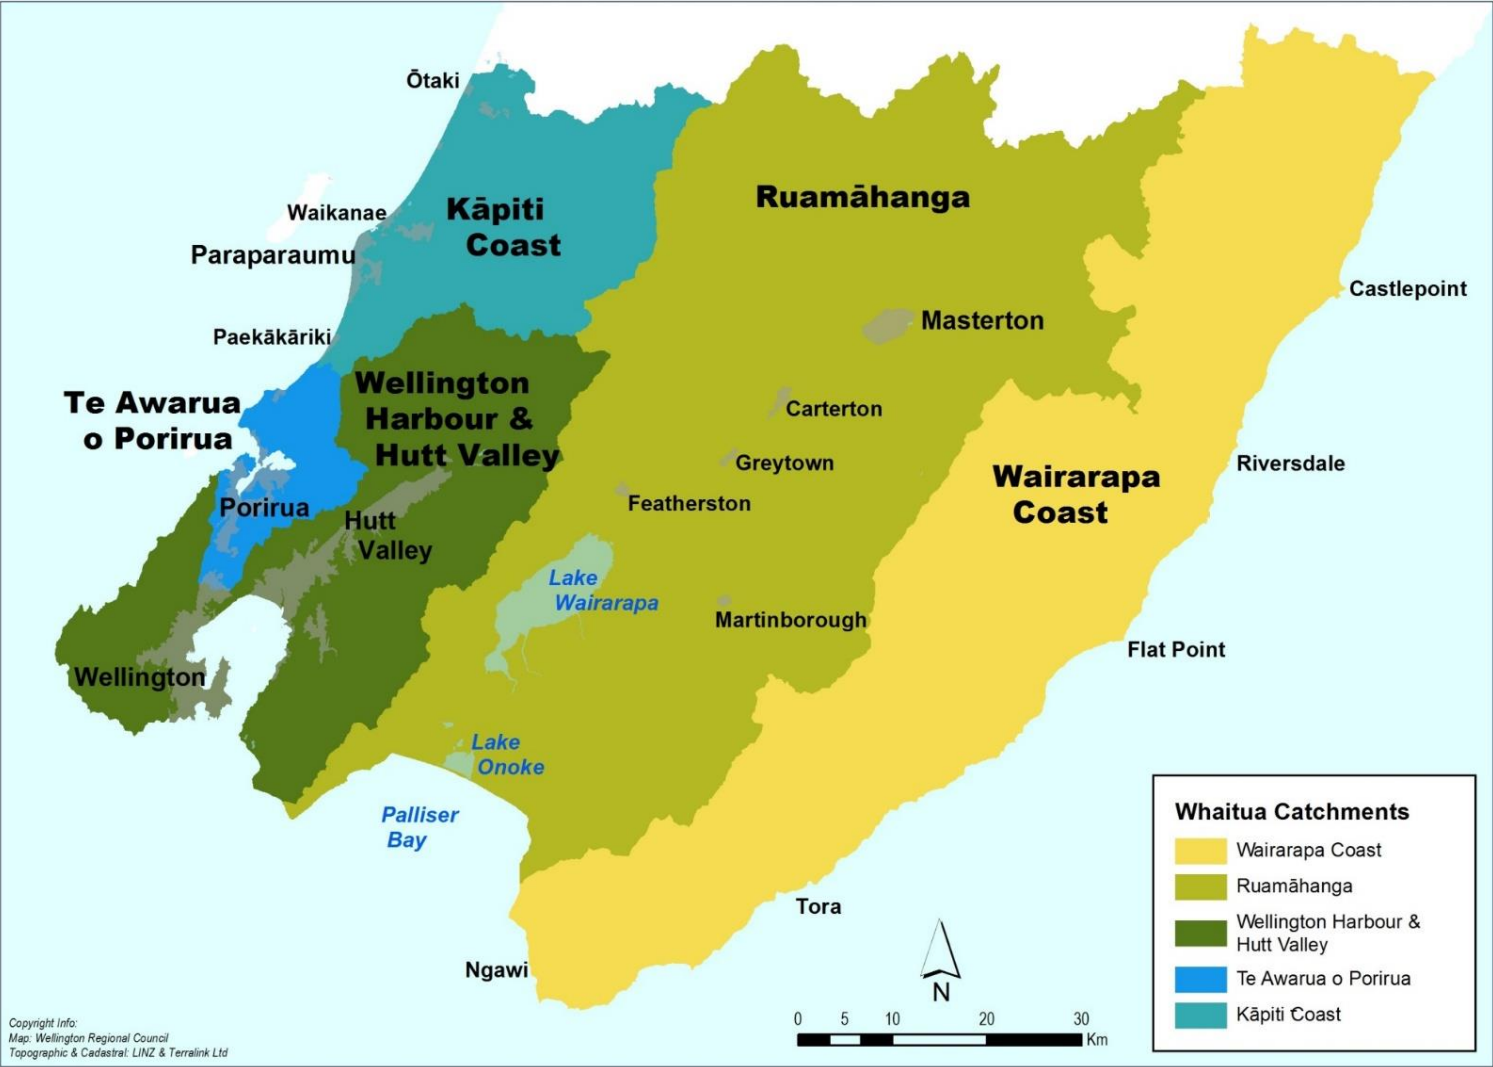 Ōtaki
Waikanae
Paraparaumu
Paekākāriki
Kāpiti
Coast
Ruamāhanga
Masterton
Castlepoint
Te Awarua
o Porirua
Wellington
Harbour &
Hutt Valley
Carterton
Greytown
Featherston
Riversdale
Wairarapa
Coast
Porirua
Hutt
Valley
Lake
Wairarapa
Martinborough
Flat Point
Wellington
Lake
Onoke
Palliser
Bay
Tora
Ngawi
Whaitua Catchments
Wairarapa Coast
Ruamāhanga
Wellington Harbour &
Hutt Valley
Te Awarua o Porirua
Kāpiti Coast
N
0 5 10 20 30
Km
Copyright Info:
Map: Wellington Regional Council
Topographic & Cadastral: LINZ & Terralink Ltd